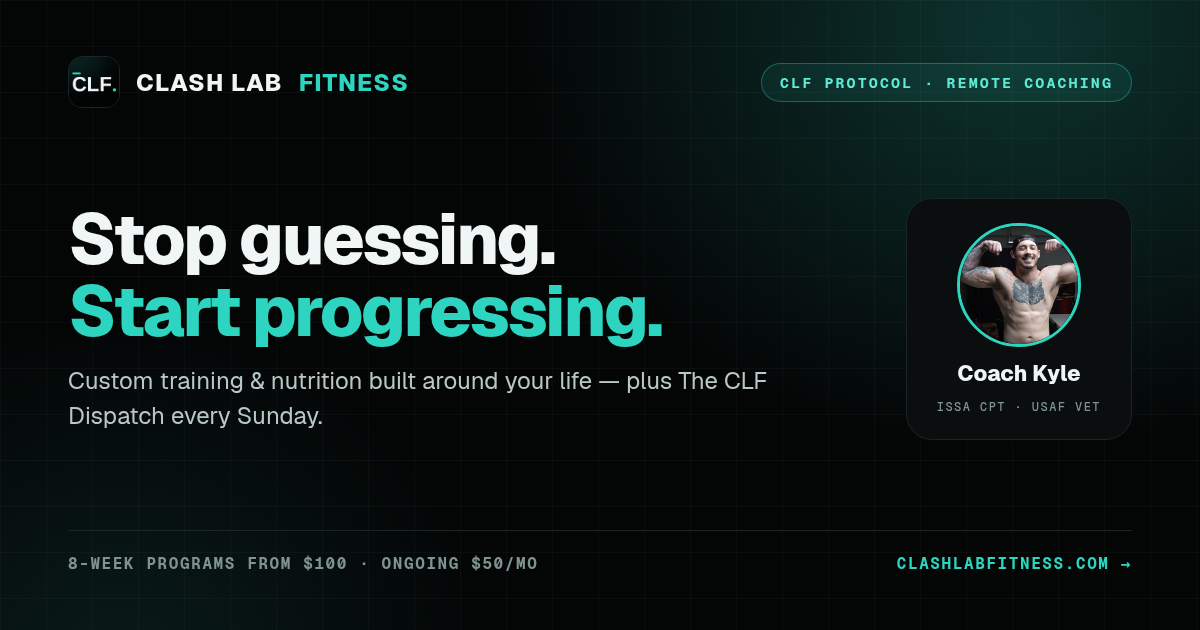 CLF.
CLASH LAB FITNESS
CLF PROTOCOL · REMOTE COACHING
Stop guessing.
Start progressing.
Custom training & nutrition built around your life — plus The CLF
Dispatch every Sunday.
Coach Kyle
ISSA CPT · USAF VET
8-WEEK PROGRAMS FROM $100 · ONGOING $50/MO
CLASHLABFITNESS.COM →